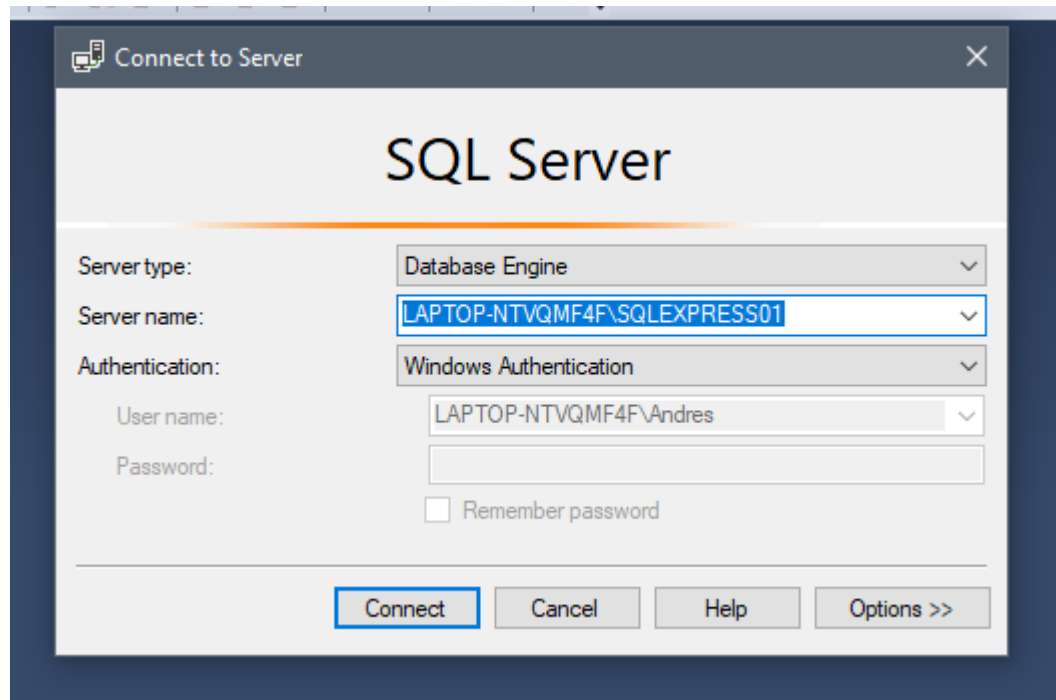 Connect to Server
SQL Server
Server type: Database Engine
Server name: LAPTOP-NTVQMF4F\SQLEXPRESS01
Authentication: Windows Authentication
User name: LAPTOP-NTVQMF4F\Andres
Password:
Remember password
Connect Cancel Help Options >>